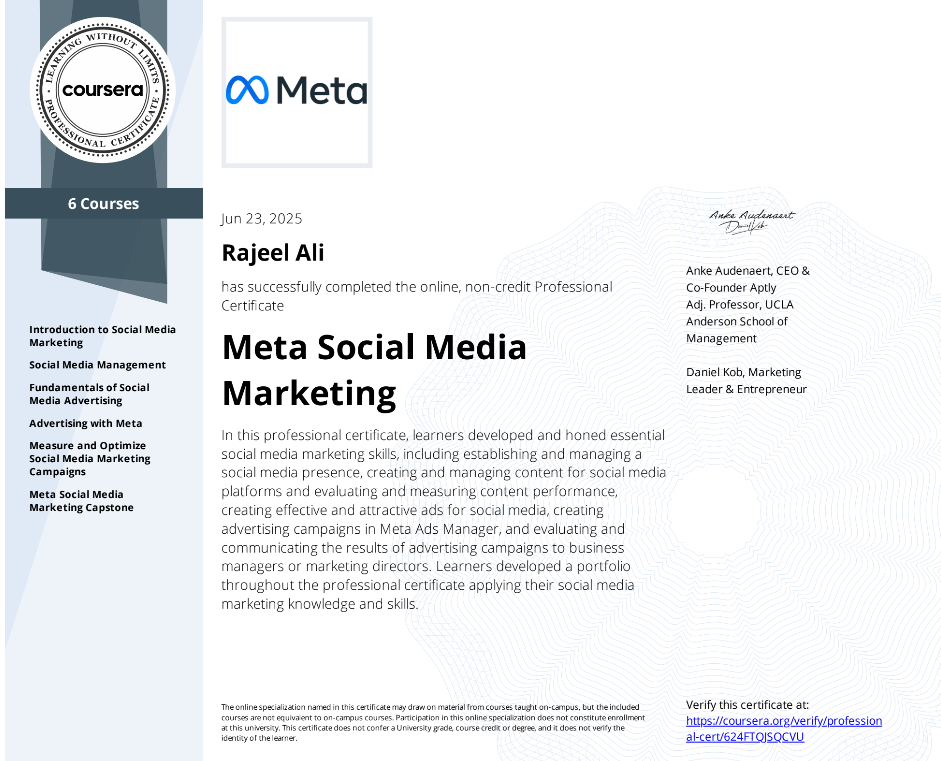 LEARNING WITHOUT LIMITS
coursera
PROFESSIONAL CERTIFICATE
6 Courses
Introduction to Social Media
Marketing
Social Media Management
Fundamentals of Social
Media Advertising
Advertising with Meta
Measure and Optimize
Social Media Marketing
Campaigns
Meta Social Media
Marketing Capstone
Meta
Jun 23, 2025
Rajeel Ali
has successfully completed the online, non-credit Professional
Certificate
Meta Social Media
Marketing
In this professional certificate, learners developed and honed essential
social media marketing skills, including establishing and managing a
social media presence, creating and managing content for social media
platforms and evaluating and measuring content performance,
creating effective and attractive ads for social media, creating
advertising campaigns in Meta Ads Manager, and evaluating and
communicating the results of advertising campaigns to business
managers or marketing directors. Learners developed a portfolio
throughout the professional certificate applying their social media
marketing knowledge and skills.
The online specialization named in this certificate may draw on material from courses taught on-campus, but the included
courses are not equivalent to on-campus courses. Participation in this online specialization does not constitute enrollment
at this university. This certificate does not confer a University grade, course credit or degree, and it does not verify the
identity of the learner.
Anke Audenaert
Anke Audenaert, CEO &
Co-Founder Aptly
Adj. Professor, UCLA
Anderson School of
Management
Daniel Kob, Marketing
Leader & Entrepreneur
Verify this certificate at:
https://coursera.org/verify/profession
al-cert/624FTQJSQCVU